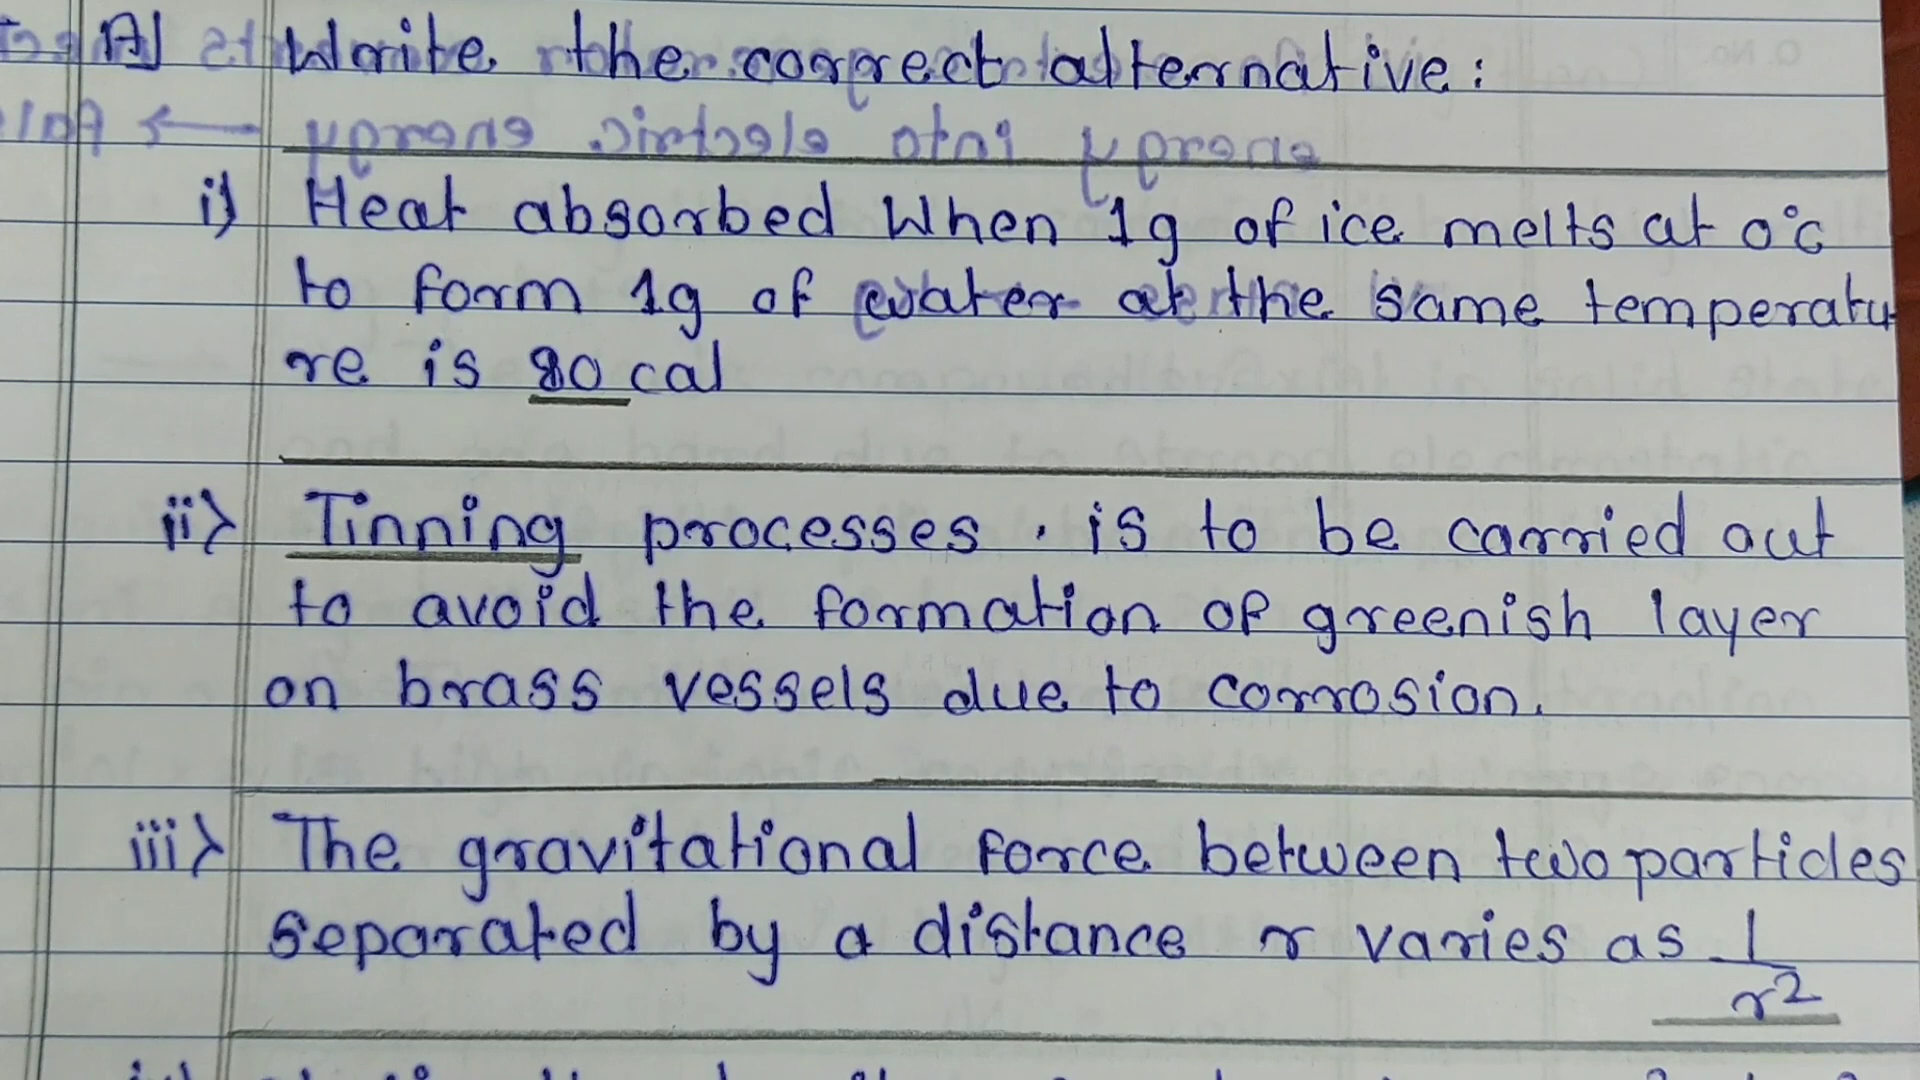 A] Write the correct alternative:
i) Heat absorbed when 1g of ice melts at 0°c
to form 1g of water at the same temperatu
re is 80 cal
ii) Tinning processes . is to be carried out
to avoid the formation of greenish layer
on brass vessels due to corrosion.
iii) The gravitational force between two particles
separated by a distance r varies as 1/r²